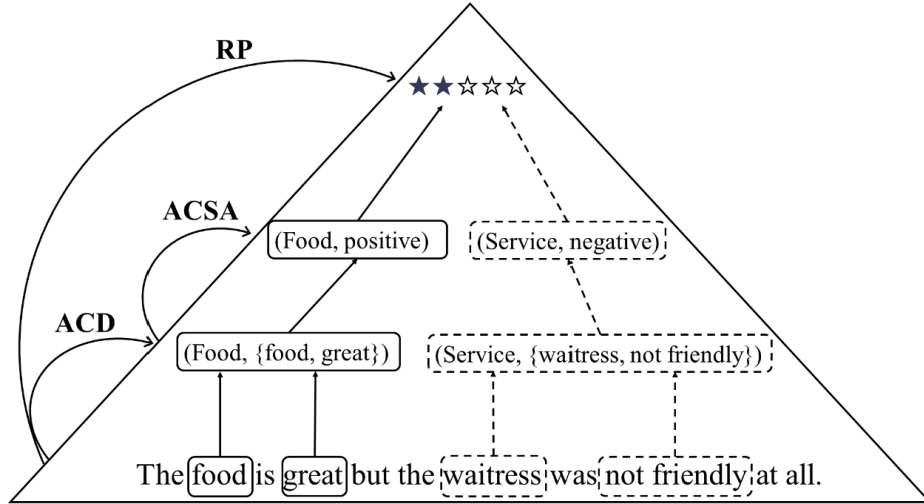 RP
ACSA
(Food, positive)
(Service, negative)
ACD
(Food, {food, great})
(Service, {waitress, not friendly})
The food is great but the waitress was not friendly at all.